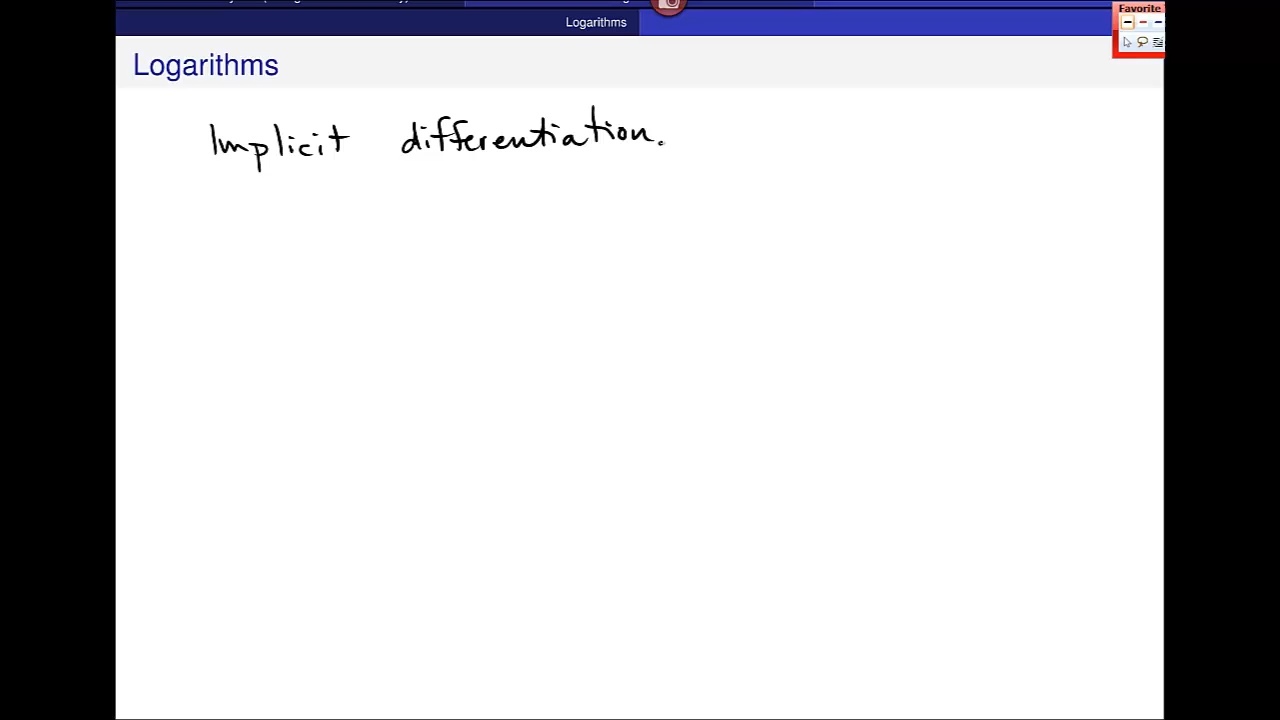 Logarithms
Favorite
Logarithms
Implicit differentiation.